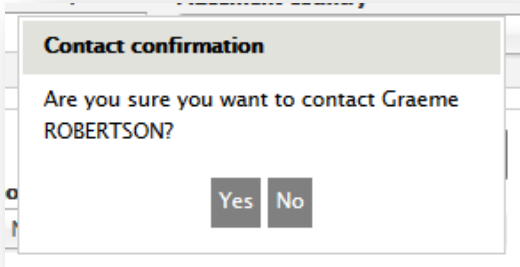 Contact confirmation
Are you sure you want to contact Graeme
ROBERTSON?
Yes No